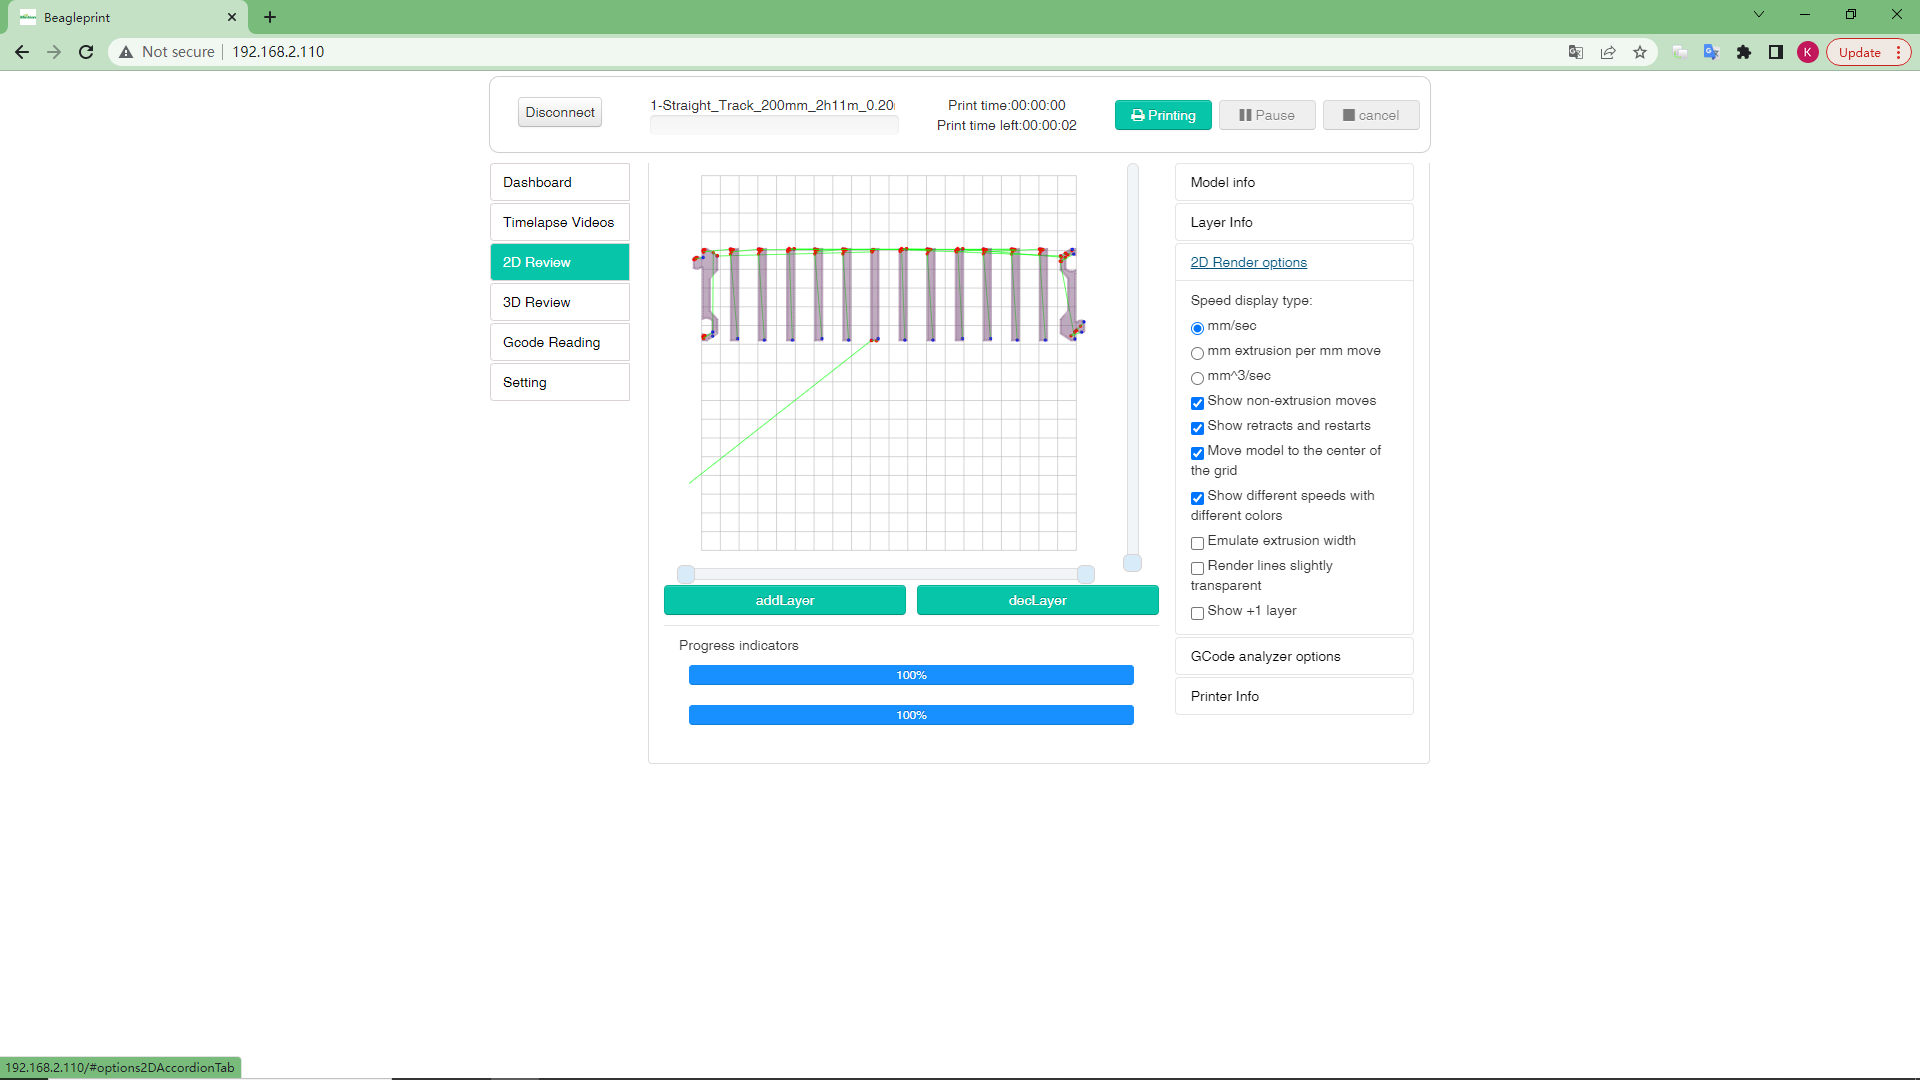 Beagleprint
Not secure
192.168.2.110
K
Update
Disconnect
1-Straight_Track_200mm_2h11m_0.20
Print time:00:00:00
Print time left:00:00:02
Printing
Pause
cancel
Dashboard
Timelapse Videos
2D Review
3D Review
Gcode Reading
Setting
addLayer
decLayer
Progress indicators
100%
100%
Model info
Layer Info
2D Render options
Speed display type:
mm/sec
mm extrusion per mm move
mm^3/sec
Show non-extrusion moves
Show retracts and restarts
Move model to the center of
the grid
Show different speeds with
different colors
Emulate extrusion width
Render lines slightly
transparent
Show +1 layer
GCode analyzer options
Printer Info
192.168.2.110/#options2DAccordionTab